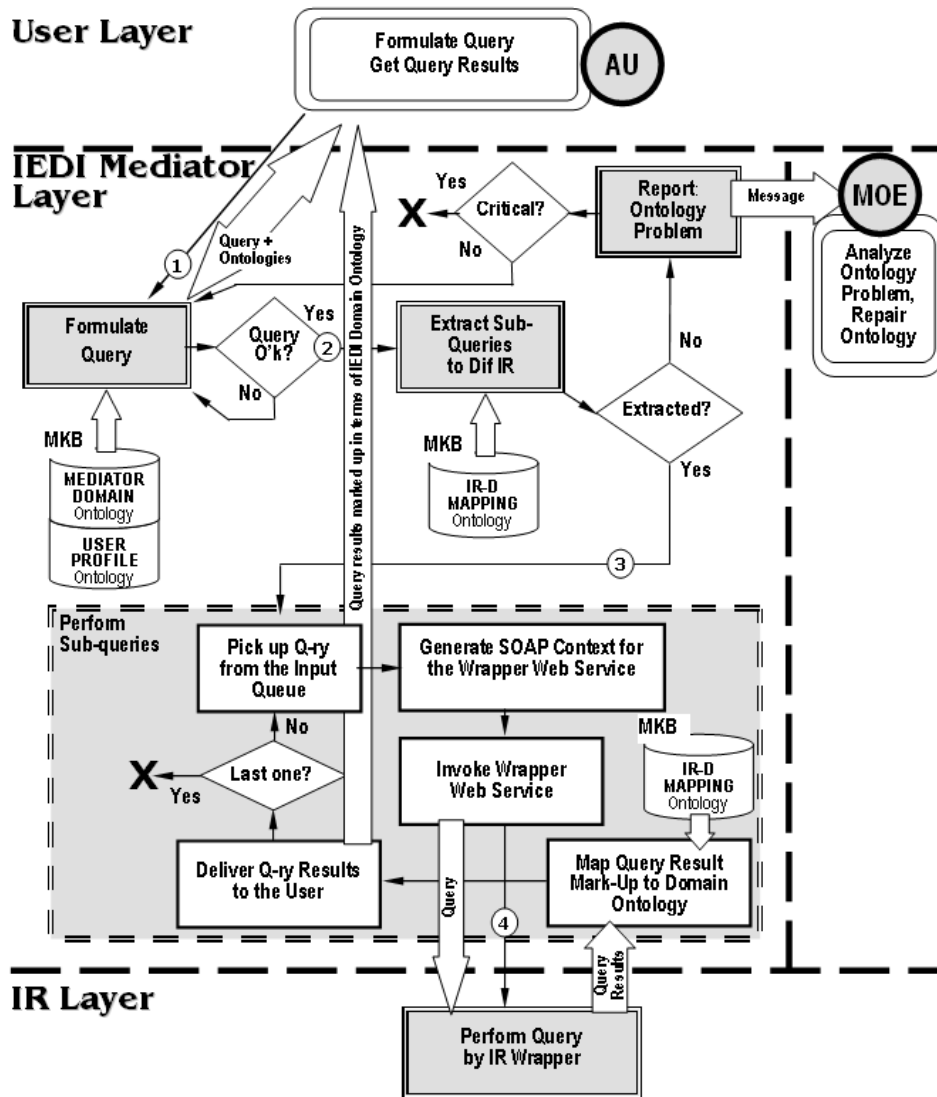 User Layer
Formulate Query
Get Query Results
AU
IEDI Mediator
Layer
Yes
Critical?
No
X
Report:
Ontology
Problem
Message
MOE
Analyze
Ontology
Problem,
Repair
Ontology
1
Query +
Ontologies
Formulate
Query
Query
O'k?
Yes
No
2
Extract Sub-
Queries
to Dif IR
No
Extracted?
Yes
MKB
MEDIATOR
DOMAIN
Ontology
USER
PROFILE
Ontology
MKB
IR-D
MAPPING
Ontology
Query results marked up in terms of IEDI Domain Ontology
3
Perform
Sub-queries
Pick up Q-ry
from the Input
Queue
Generate SOAP Context for
the Wrapper Web Service
No
Last one?
X
Yes
Invoke Wrapper
Web Service
MKB
IR-D
MAPPING
Ontology
Deliver Q-ry Results
to the User
Map Query Result
Mark-Up to Domain
Ontology
Query
4
Query
Results
IR Layer
Perform Query
by IR Wrapper